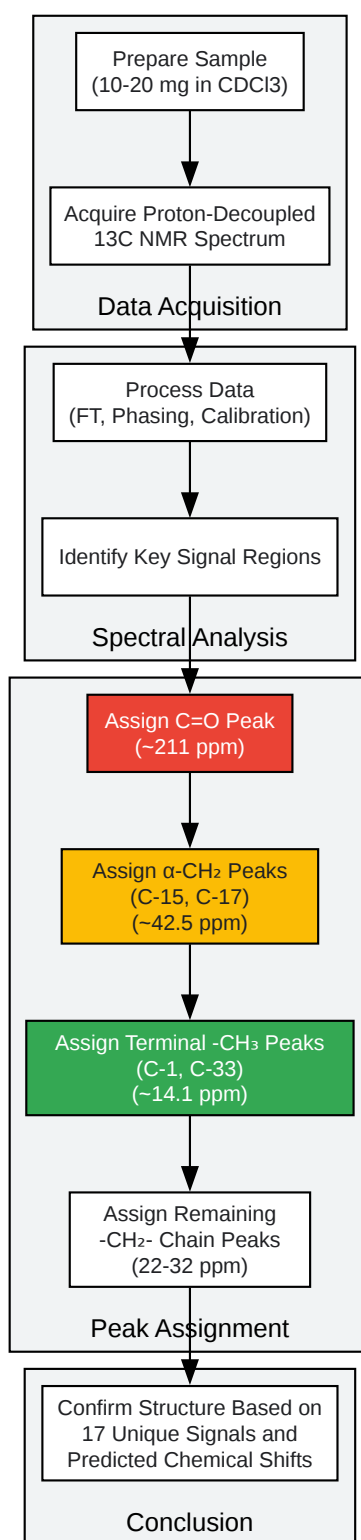 Prepare Sample
(10-20 mg in CDCl3)
Acquire Proton-Decoupled
13C NMR Spectrum
Data Acquisition
Process Data
(FT, Phasing, Calibration)
Identify Key Signal Regions
Spectral Analysis
Assign C=O Peak
(~211 ppm)
Assign α-CH₂ Peaks
(C-15, C-17)
(~42.5 ppm)
Assign Terminal -CH₃ Peaks
(C-1, C-33)
(~14.1 ppm)
Assign Remaining
-CH₂- Chain Peaks
(22-32 ppm)
Peak Assignment
Confirm Structure Based on
17 Unique Signals and
Predicted Chemical Shifts
Conclusion